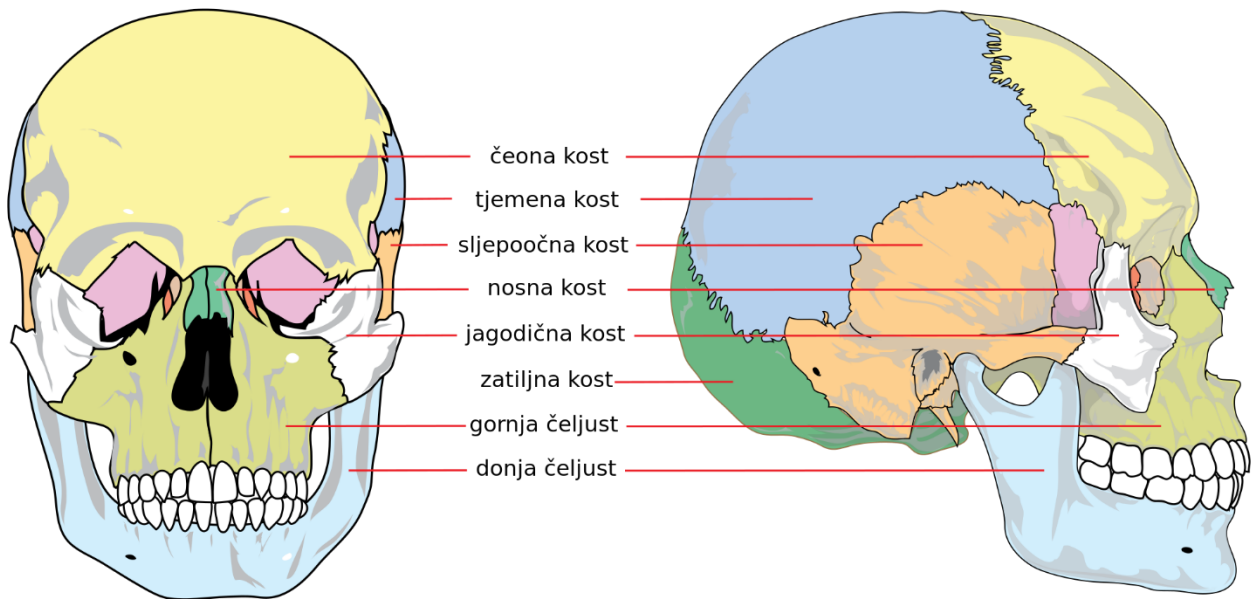 čeona kost
tjemena kost
sljepoočna kost
nosna kost
jagodična kost
zatiljna kost
gornja čeljust
donja čeljust